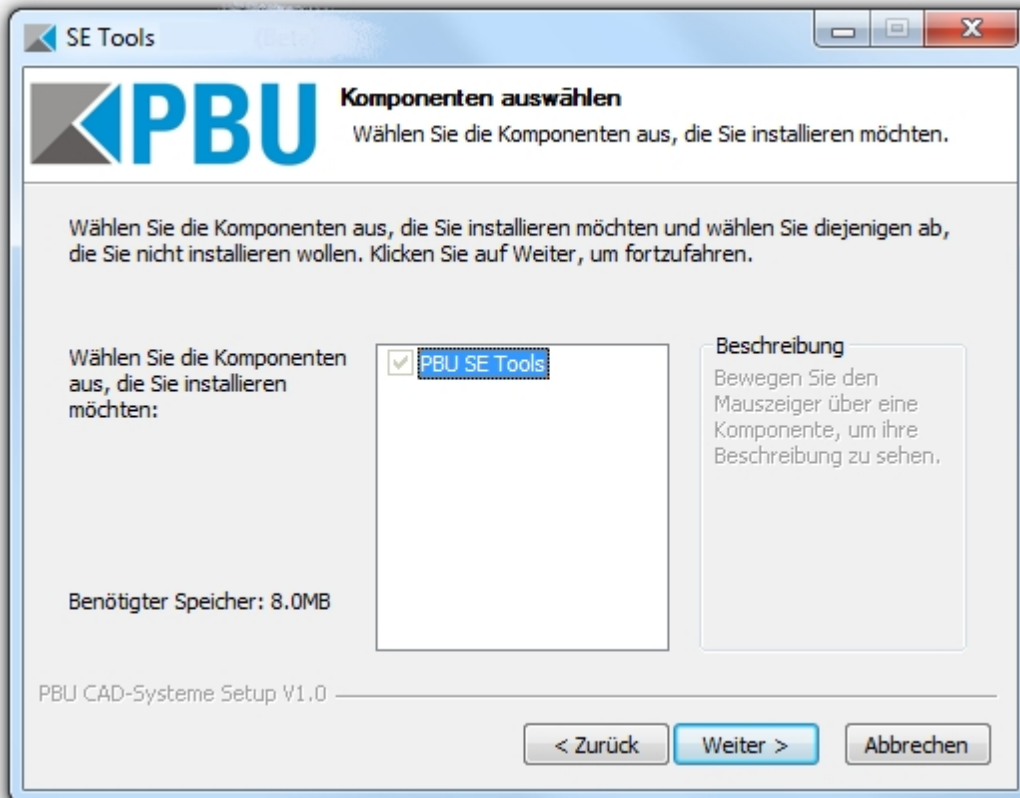 SE Tools
PBU
Komponenten auswählen
Wählen Sie die Komponenten aus, die Sie installieren möchten.
Wählen Sie die Komponenten aus, die Sie installieren möchten und wählen Sie diejenigen ab,
die Sie nicht installieren wollen. Klicken Sie auf Weiter, um fortzufahren.
Wählen Sie die Komponenten
aus, die Sie installieren
möchten:
PBU SE Tools
Beschreibung
Bewegen Sie den
Mauszeiger über eine
Komponente, um ihre
Beschreibung zu sehen.
Benötigter Speicher: 8.0MB
PBU CAD-Systeme Setup V1.0
< Zurück
Weiter >
Abbrechen